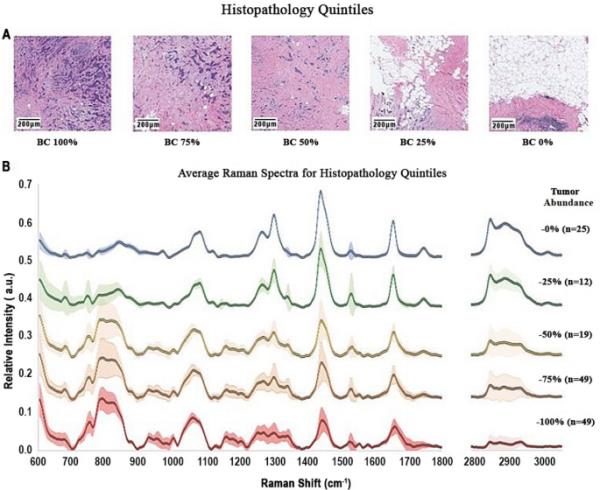 Histopathology Quintiles
A
200µm
200µm
200µm
200µm
200µm
BC 100%
BC 75%
BC 50%
BC 25%
BC 0%
B
Average Raman Spectra for Histopathology Quintiles
Tumor
Abundance
Relative Intensity ( a.u.)
0.7
0.6
0.5
0.4
0.3
0.2
0.1
0.0
-0% (n=25)
-25% (n=12)
-50% (n=19)
-75% (n=49)
-100% (n=49)
600 700 800 900 1000 1100 1200 1300 1400 1500 1600 1700 1800 2800 2900 3000
Raman Shift (cm-1)